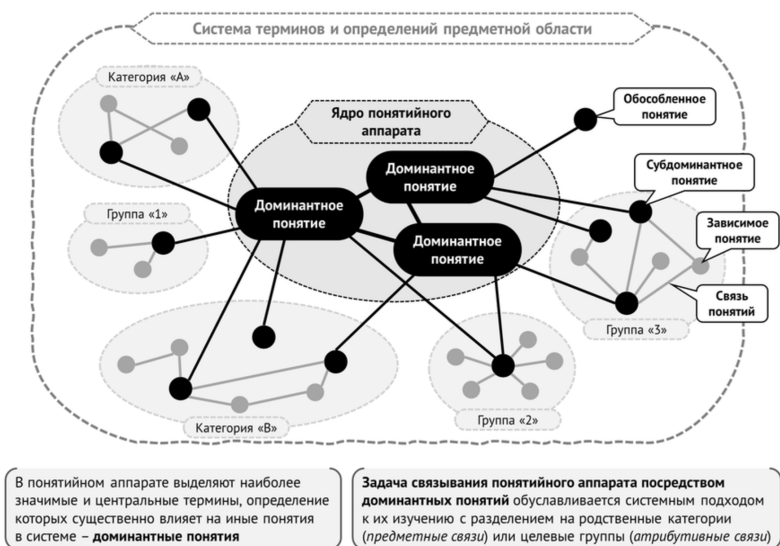 Система терминов и определений предметной области
Категория «А»
Ядро понятийного
аппарата
Обособленное
понятие
Доминантное
понятие
Субдоминантное
понятие
Доминантное
понятие
Группа «1»
Зависимое
понятие
Доминантное
понятие
Связь
понятий
Группа «3»
Категория «В»
Группа «2»
В понятийном аппарате выделяют наиболее
значимые и центральные термины, определение
которых существенно влияет на иные понятия
в системе – доминантные понятия
Задача связывания понятийного аппарата посредством
доминантных понятий обуславливается системным подходом
к их изучению с разделением на родственные категории
(предметные связи) или целевые группы (атрибутивные связи)